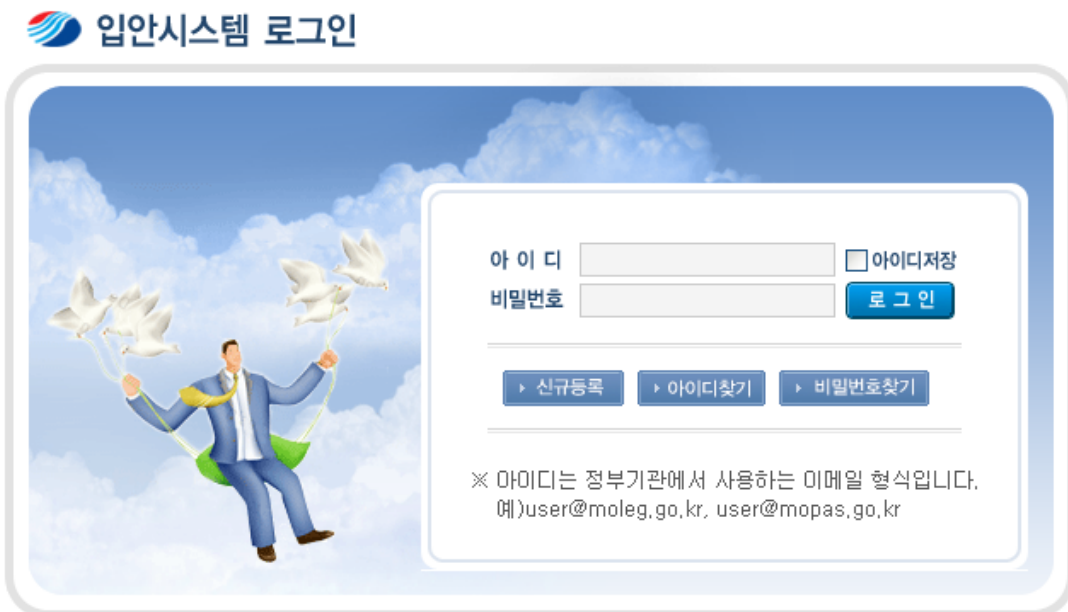 입안시스템 로그인
아 이 디
아이디저장
비밀번호
로 그 인
신규등록
아이디찾기
비밀번호찾기
※ 아이디는 정부기관에서 사용하는 이메일 형식입니다.
예)user@moleg.go.kr, user@mopas.go.kr